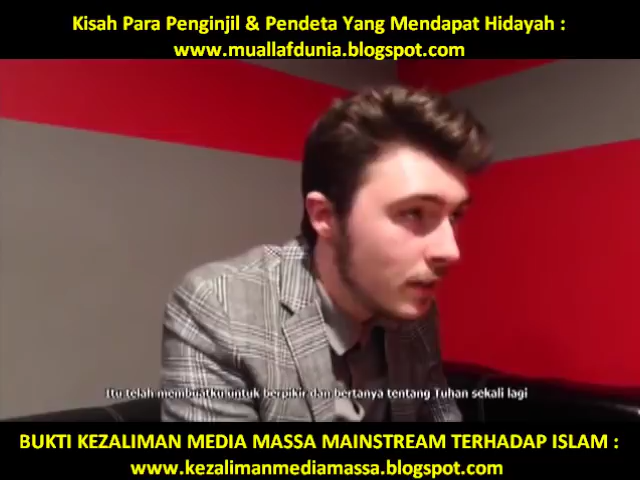 Kisah Para Penginjil & Pendeta Yang Mendapat Hidayah :
www.muallafdunia.blogspot.com
Itu telah membuatku untuk berpikir dan bertanya tentang Tuhan sekali lagi
BUKTI KEZALIMAN MEDIA MASSA MAINSTREAM TERHADAP ISLAM :
www.kezalimanmediamassa.blogspot.com